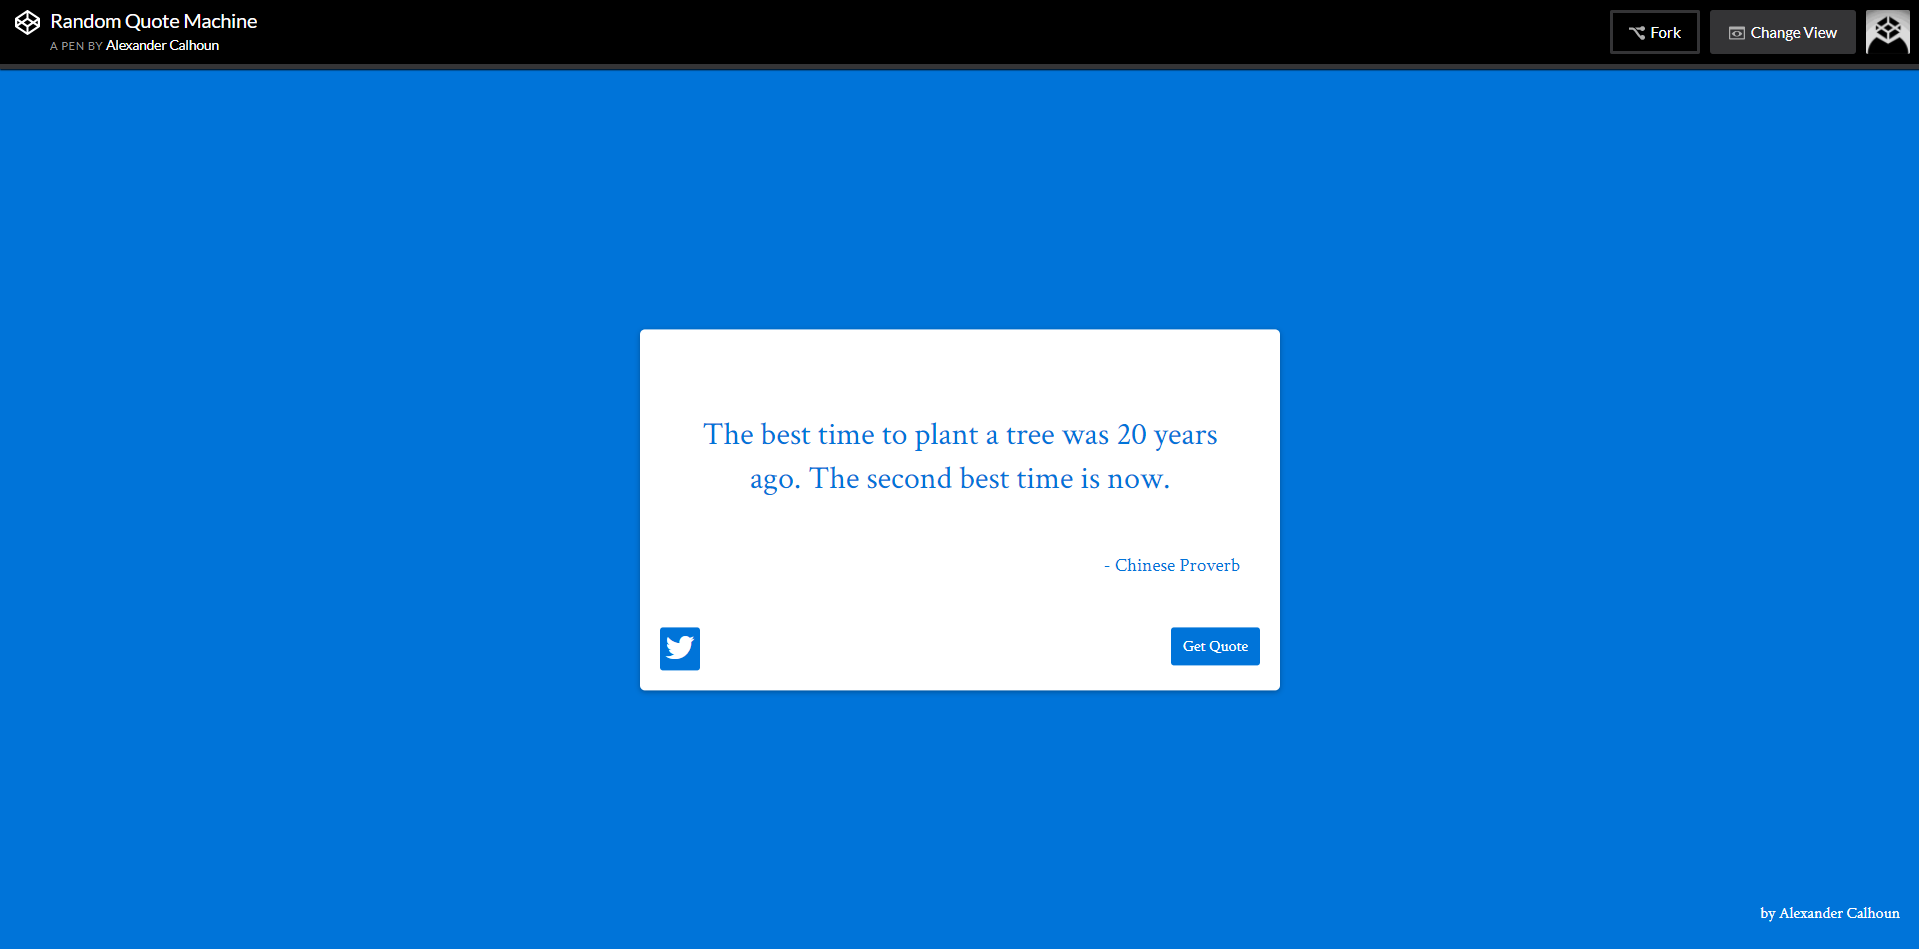 Random Quote Machine
A PEN BY Alexander Calhoun
Fork
Change View
The best time to plant a tree was 20 years
ago. The second best time is now.
- Chinese Proverb
Get Quote
by Alexander Calhoun